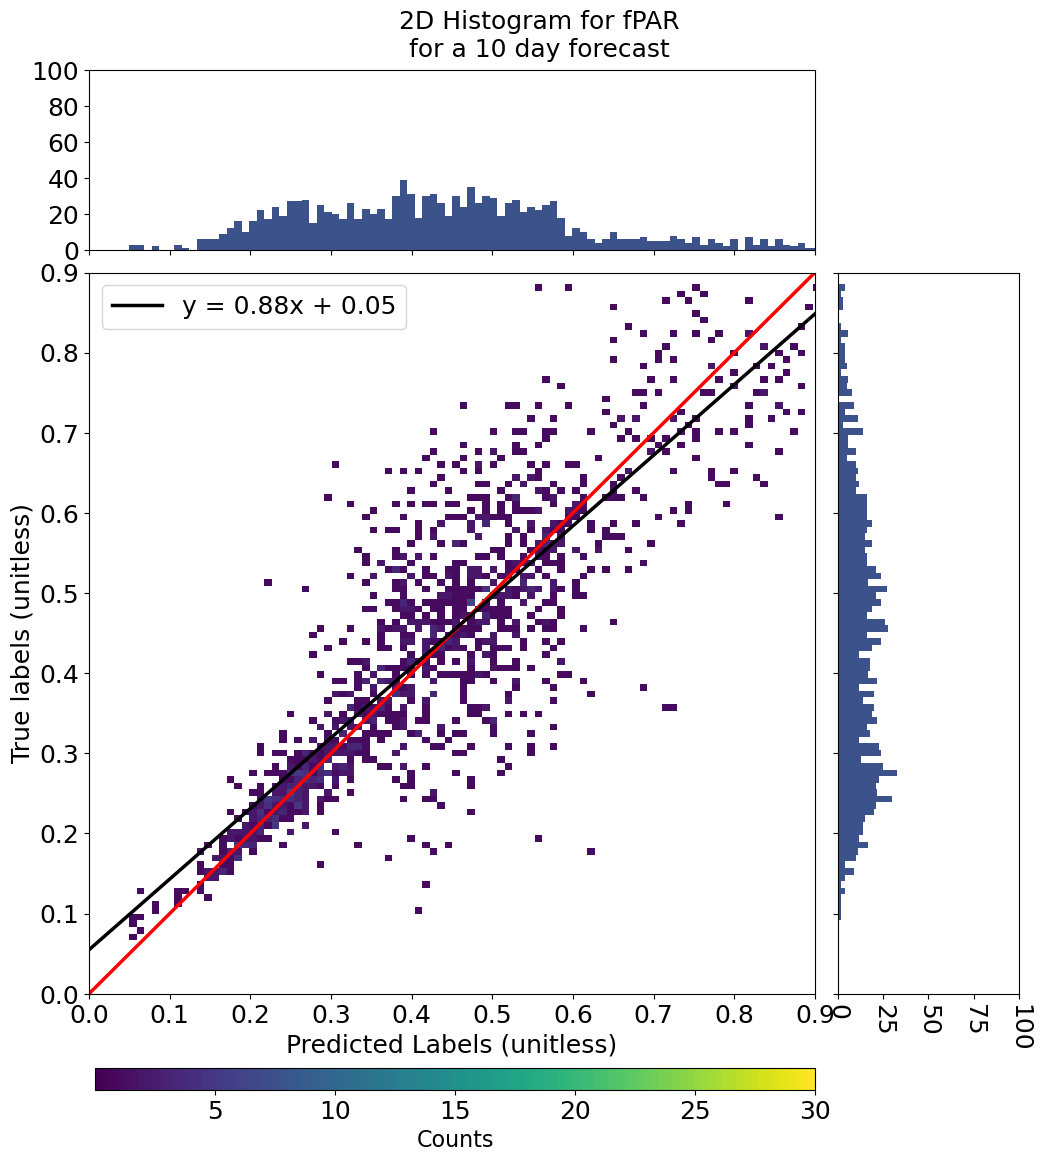 2D Histogram for fPAR
for a 10 day forecast
100
80
60
40
20
0
0.9
0.8
0.7
0.6
0.5
0.4
0.3
0.2
0.1
0.0
True labels (unitless)
y = 0.88x + 0.05
0.0 0.1 0.2 0.3 0.4 0.5 0.6 0.7 0.8 0.9
Predicted Labels (unitless)
0 25 50 75 100
5 10 15 20 25 30
Counts